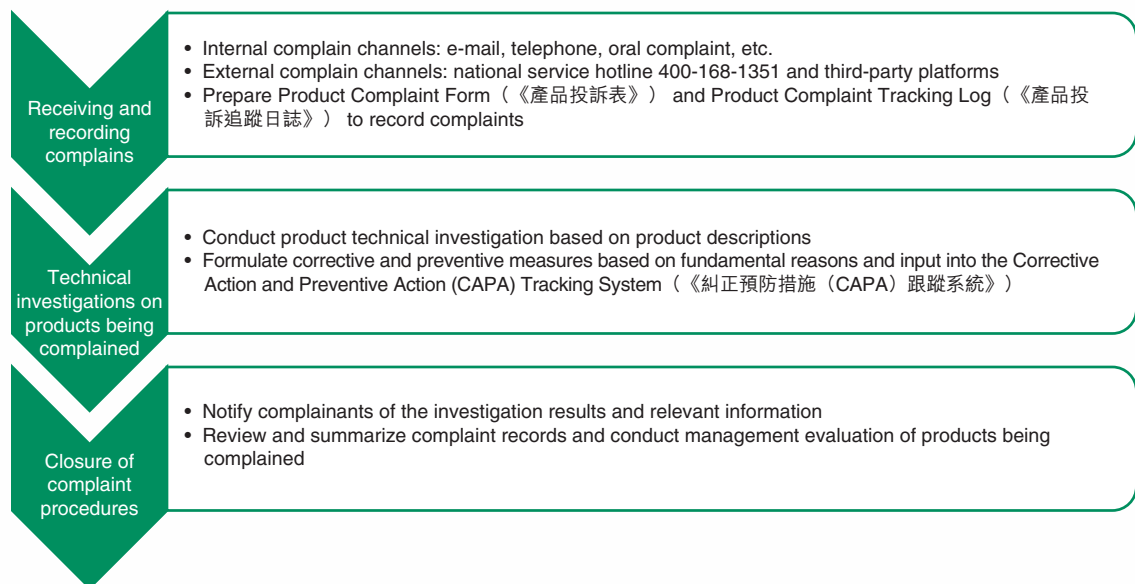 Receiving and
recording
complains
• Internal complain channels: e-mail, telephone, oral complaint, etc.
• External complain channels: national service hotline 400-168-1351 and third-party platforms
• Prepare Product Complaint Form（《產品投訴表》） and Product Complaint Tracking Log（《產品投
訴追蹤日誌》） to record complaints
Technical
investigations on
products being
complained
• Conduct product technical investigation based on product descriptions
• Formulate corrective and preventive measures based on fundamental reasons and input into the Corrective
Action and Preventive Action (CAPA) Tracking System（《糾正預防措施（CAPA）跟蹤系統》）
Closure of
complaint
procedures
• Notify complainants of the investigation results and relevant information
• Review and summarize complaint records and conduct management evaluation of products being
complained